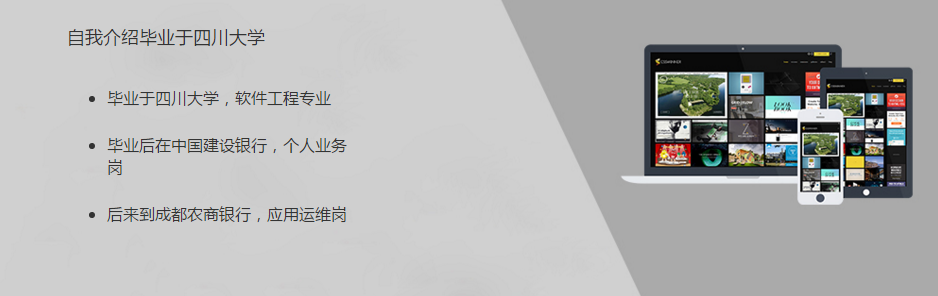 自我介绍毕业于四川大学
毕业于四川大学，软件工程专业
毕业后在中国建设银行，个人业务
岗
后来到成都农商银行，应用运维岗